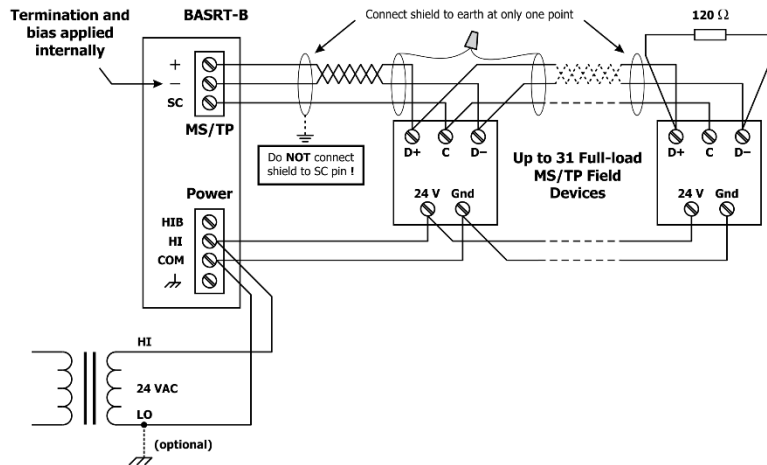 Termination and
bias applied
internally
BASRT-B
Connect shield to earth at only one point
120 Ω
+
–
SC
MS/TP
Do NOT connect
shield to SC pin !
D+ C D–
Up to 31 Full-load
MS/TP Field
Devices
D+ C D–
24 V Gnd
24 V Gnd
Power
HIB
HI
COM
HI
24 VAC
LO
(optional)